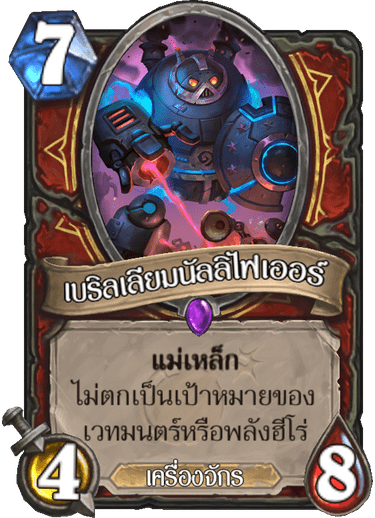 7
เบริลเลียมนัลลิไฟเออร์
แม่เหล็ก
ไม่ตกเป็นเป้าหมายของ
เวทมนตร์หรือพลังฮีโร่
เครื่องจักร
4
8